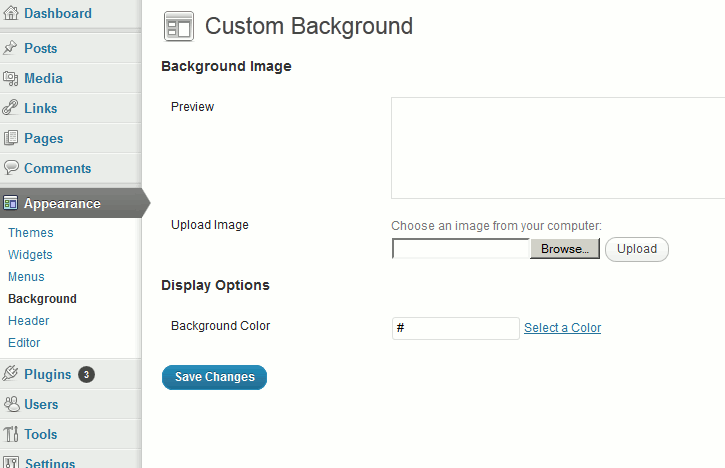 Dashboard
Posts
Media
Links
Pages
Comments
Appearance
Themes
Widgets
Menus
Background
Header
Editor
Plugins 3
Users
Tools
Settings
Custom Background
Background Image
Preview
Upload Image
Choose an image from your computer:
Browse... Upload
Display Options
Background Color # Select a Color
Save Changes